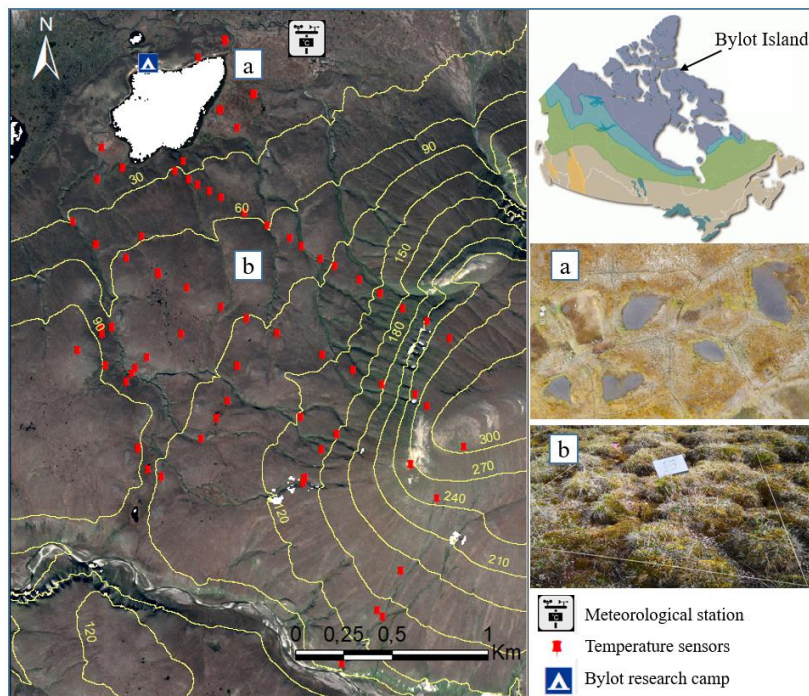 N
a
b
30
60
90
150
180
90
300
270
240
210
120
120
0 0,25 0,5 1
Km
Bylot Island
a
b
Meteorological station
Temperature sensors
Bylot research camp